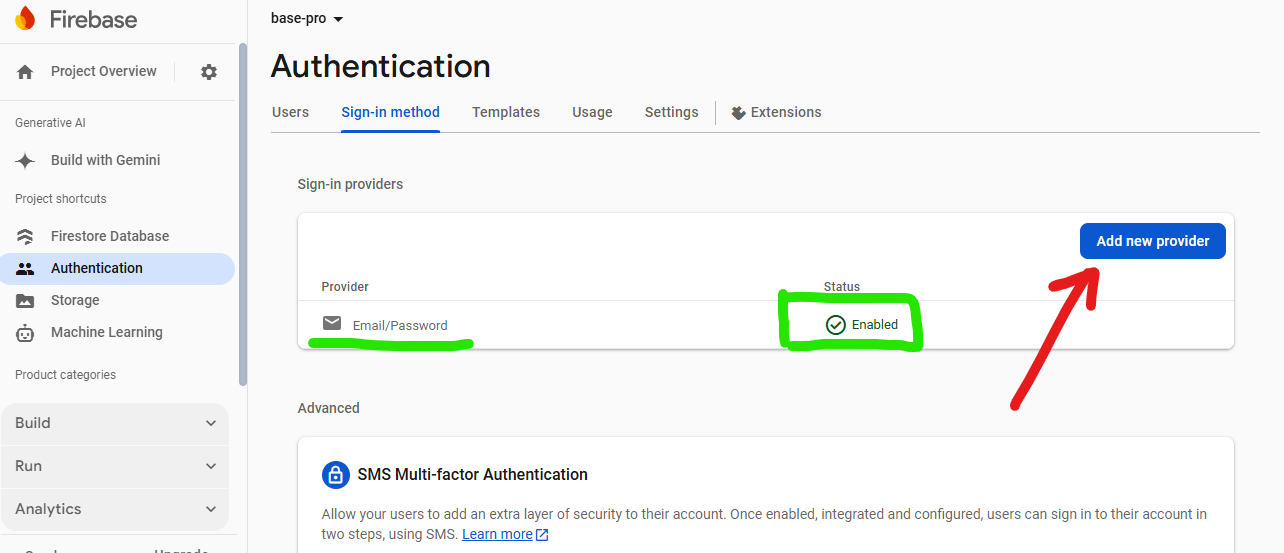 Firebase
base-pro
Project Overview
Authentication
Users Sign-in method Templates Usage Settings Extensions
Generative AI
Build with Gemini
Project shortcuts
Firestore Database
Authentication
Storage
Machine Learning
Product categories
Build
Run
Analytics
Sign-in providers
Add new provider
Provider Status
Email/Password Enabled
Advanced
SMS Multi-factor Authentication
Allow your users to add an extra layer of security to their account. Once enabled, integrated and configured, users can sign in to their account in
two steps, using SMS. Learn more